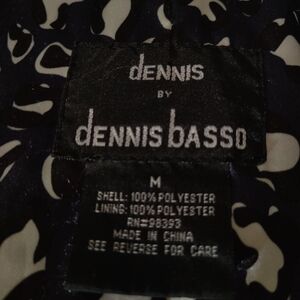 dENNIS
BY
dENNIS bASSO
M
SHELL: 100% POLYESTER
LINING: 100% POLYESTER
RN#98393
MADE IN CHINA
SEE REVERSE FOR CARE